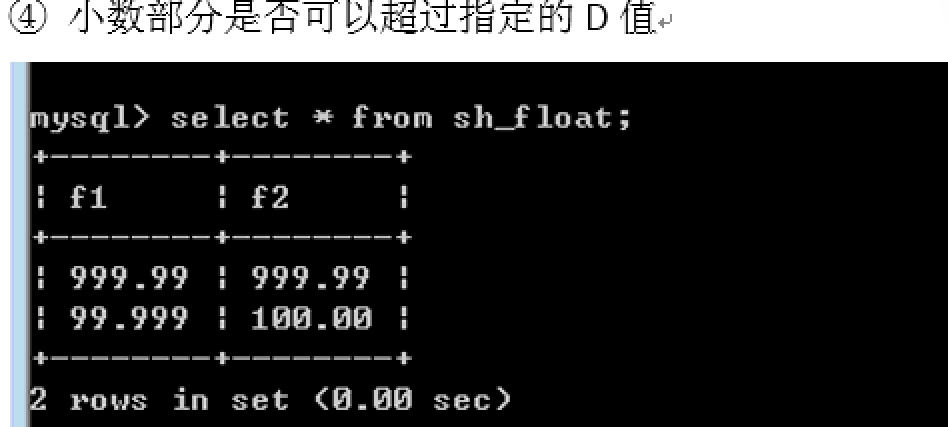 ④ 小数部分是否可以超过指定的 D 值↵
mysql> select * from sh_float;
+--------+--------+
| f1     | f2     |
+--------+--------+
| 999.99 | 999.99 |
| 99.999 | 100.00 |
+--------+--------+
2 rows in set (0.00 sec)